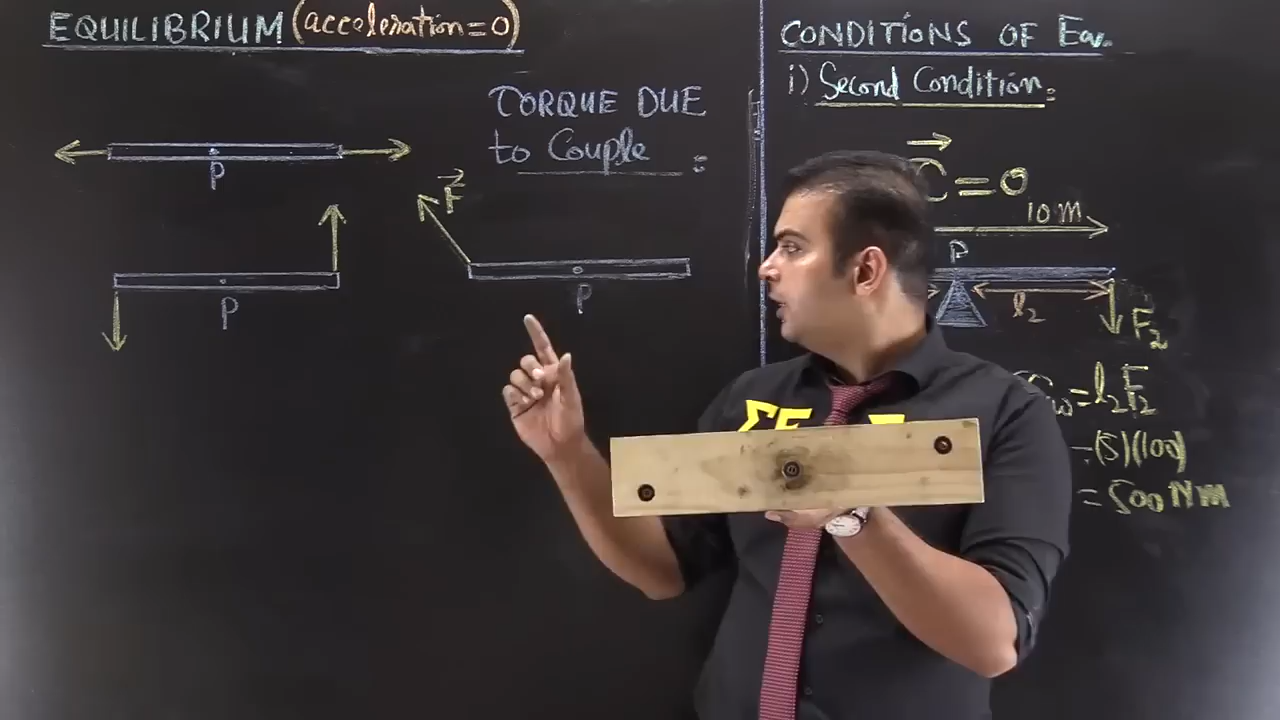 EQUILIBRIUM (acceleration=0)
P
P
TORQUE DUE
to Couple :
F
P
CONDITIONS OF
i) Second Condition:
= 0
10 m
P
l₂
F₂
= l₂F₂
(5)(100)
= 500 Nm